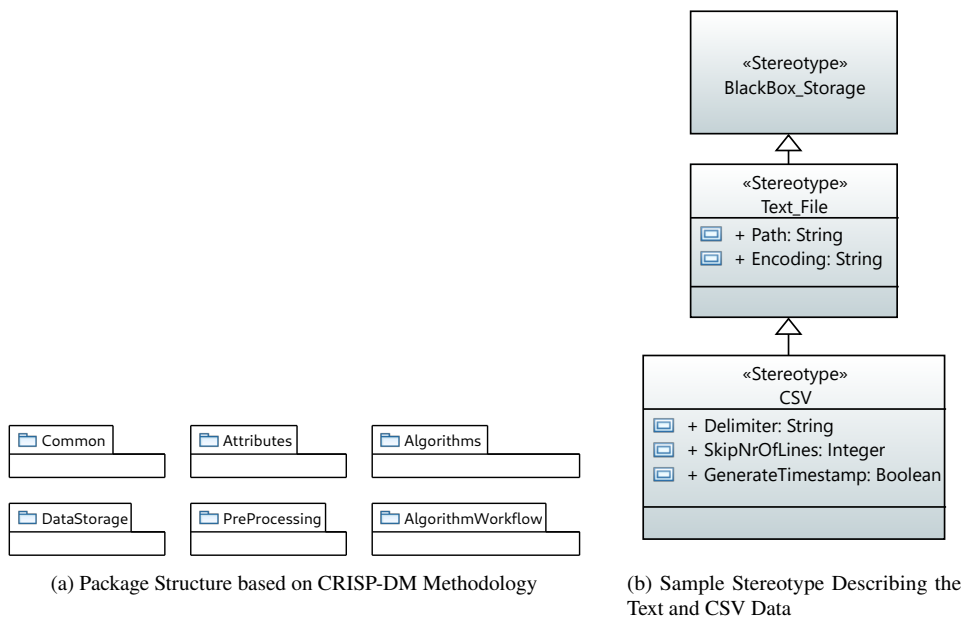 Common
Attributes
Algorithms
DataStorage
PreProcessing
AlgorithmWorkflow
(a) Package Structure based on CRISP-DM Methodology
«Stereotype»
BlackBox_Storage
«Stereotype»
Text_File
+ Path: String
+ Encoding: String
«Stereotype»
CSV
+ Delimiter: String
+ SkipNrOfLines: Integer
+ GenerateTimestamp: Boolean
(b) Sample Stereotype Describing the
Text and CSV Data